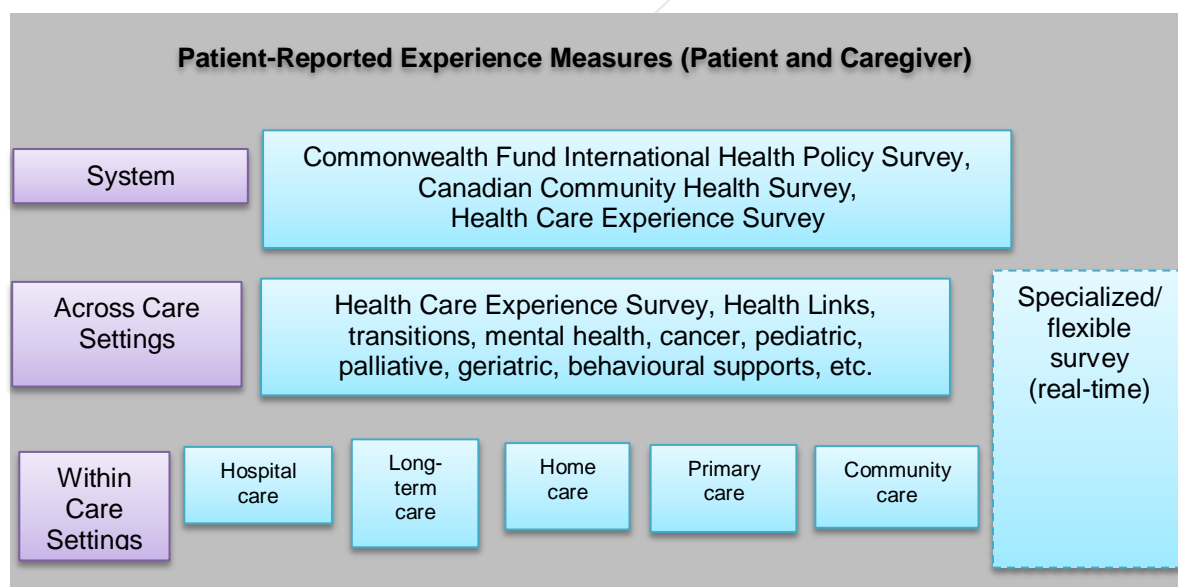 Patient-Reported Experience Measures (Patient and Caregiver)
System
Commonwealth Fund International Health Policy Survey,
Canadian Community Health Survey,
Health Care Experience Survey
Across Care
Settings
Health Care Experience Survey, Health Links,
transitions, mental health, cancer, pediatric,
palliative, geriatric, behavioural supports, etc.
Specialized/
flexible
survey
(real-time)
Within
Care
Settings
Hospital
care
Long-
term
care
Home
care
Primary
care
Community
care